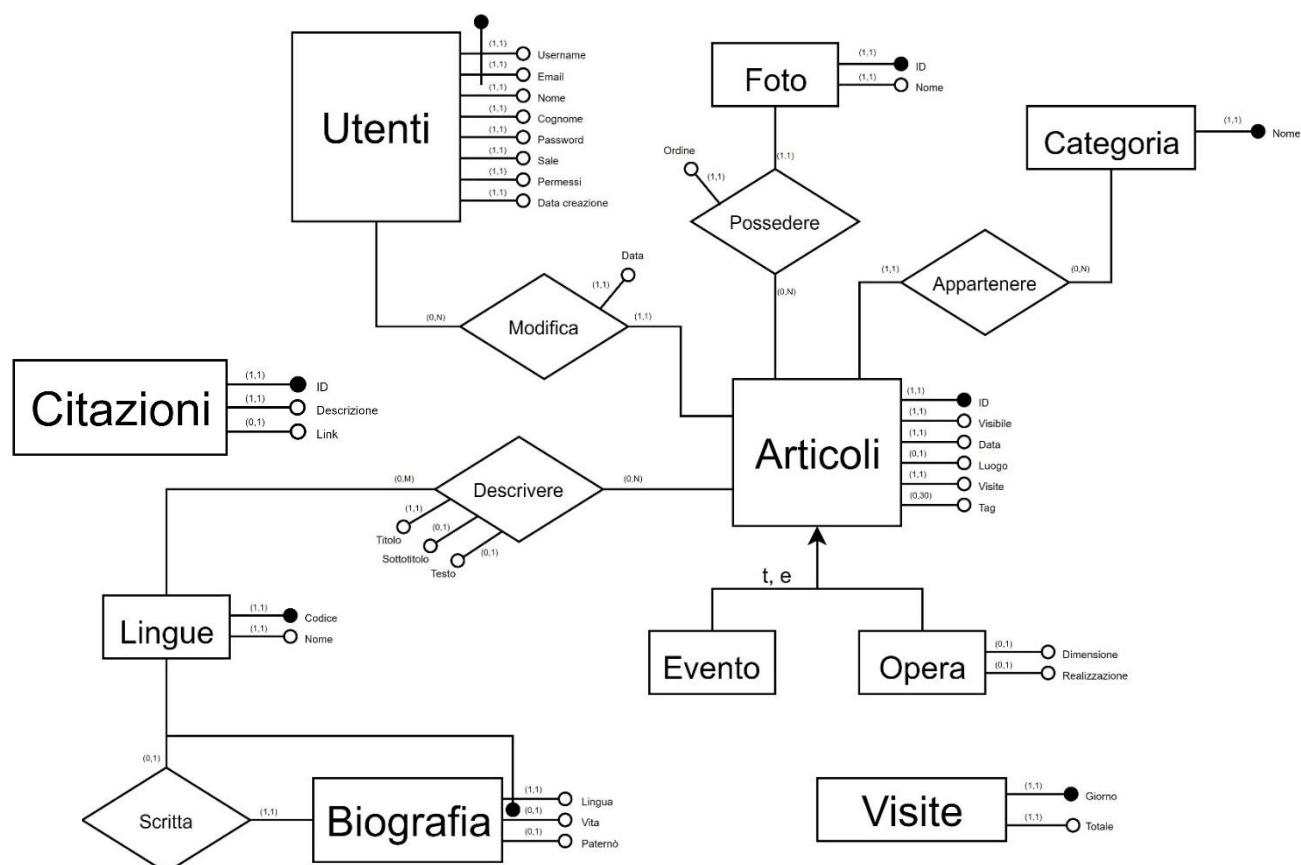 Utenti
(1,1) Username
(1,1) Email
(1,1) Nome
(1,1) Cognome
(1,1) Password
(1,1) Sale
(1,1) Permessi
(1,1) Data creazione
Foto
(1,1) ID
(1,1) Nome
Categoria
(1,1) Nome
Ordine
(1,1)
(1,1)
Possedere
(0,N)
(1,1) Appartenere (0,N)
Data
(1,1)
(0,N) Modifica (1,1)
Citazioni
(1,1) ID
(1,1) Descrizione
(0,1) Link
Articoli
(1,1) ID
(1,1) Visibile
(1,1) Data
(0,1) Luogo
(1,1) Visite
(0,30) Tag
(0,M) Descrivere (0,N)
(1,1) Titolo
(0,1) Sottotitolo
(0,1) Testo
t, e
Lingue
(1,1) Codice
(1,1) Nome
Evento
Opera
(0,1) Dimensione
(0,1) Realizzazione
(0,1)
Scritta (1,1)
Biografia
(1,1) Lingua
(0,1) Vita
(0,1) Paternò
Visite
(1,1) Giorno
(1,1) Totale